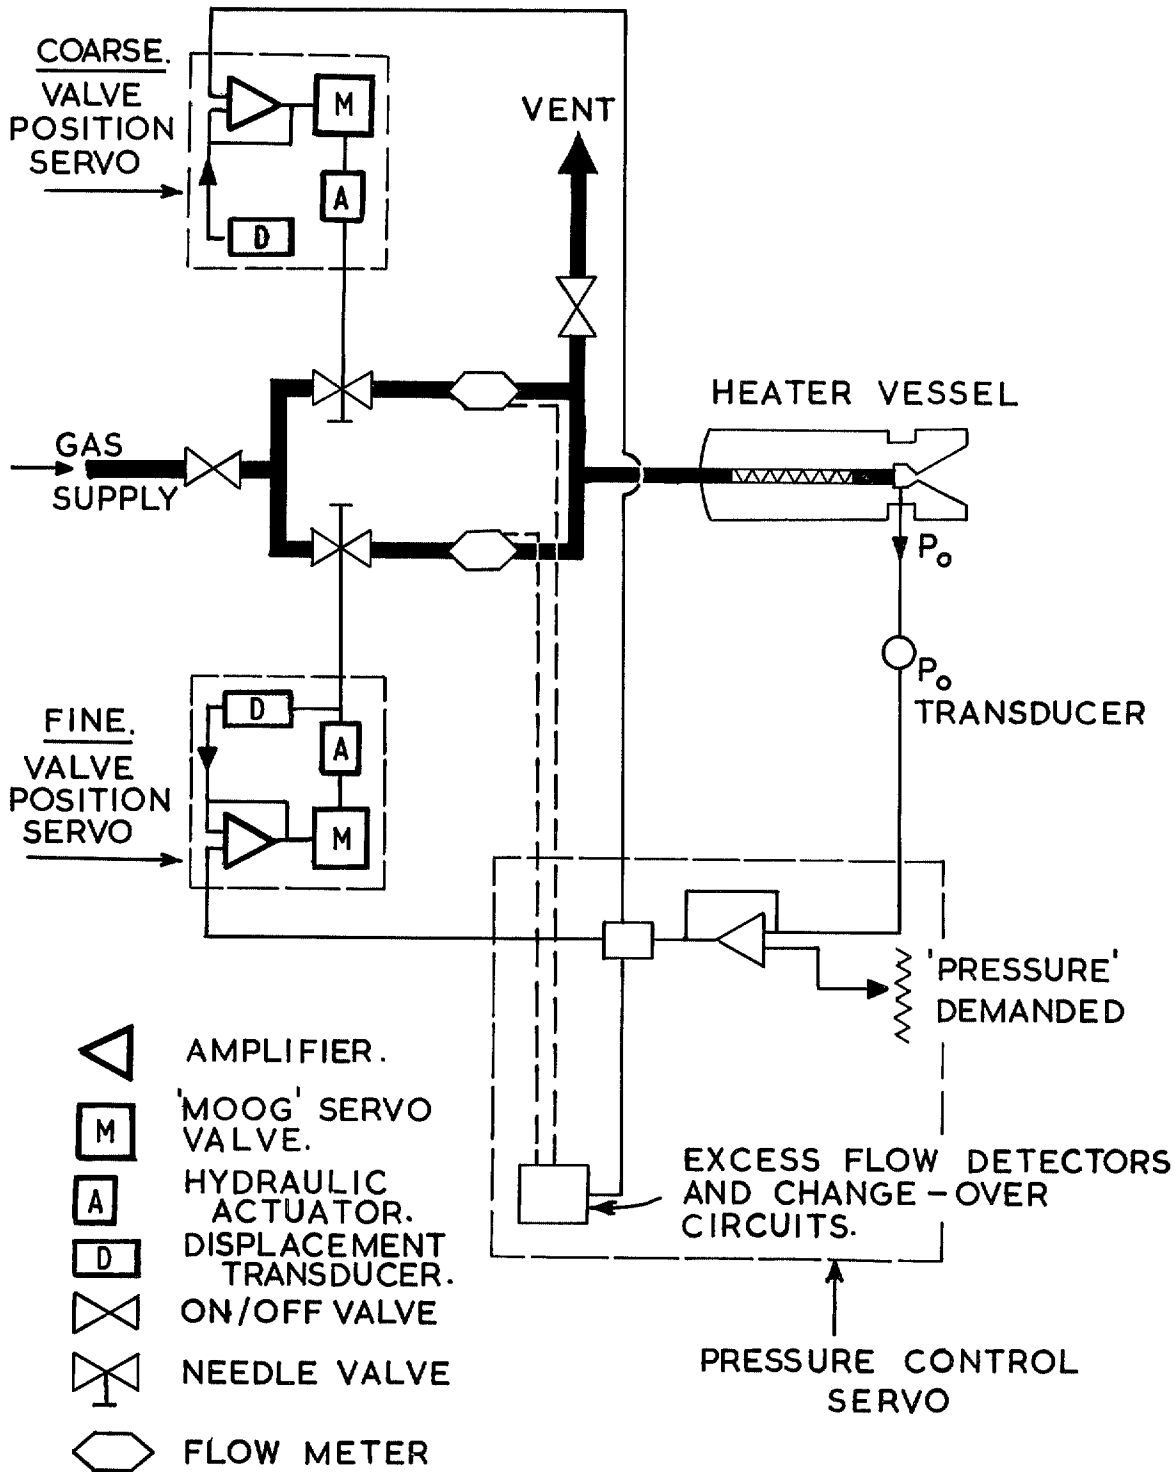 COARSE.
VALVE
POSITION
SERVO
M
A
D
VENT
HEATER VESSEL
GAS
SUPPLY
Po
Po
TRANSDUCER
D
A
M
FINE.
VALVE
POSITION
SERVO
'PRESSURE'
DEMANDED
AMPLIFIER.
M
'MOOG' SERVO
VALVE.
A
HYDRAULIC
ACTUATOR.
D
DISPLACEMENT
TRANSDUCER.
ON/OFF VALVE
NEEDLE VALVE
FLOW METER
EXCESS FLOW DETECTORS
AND CHANGE-OVER
CIRCUITS.
PRESSURE CONTROL
SERVO